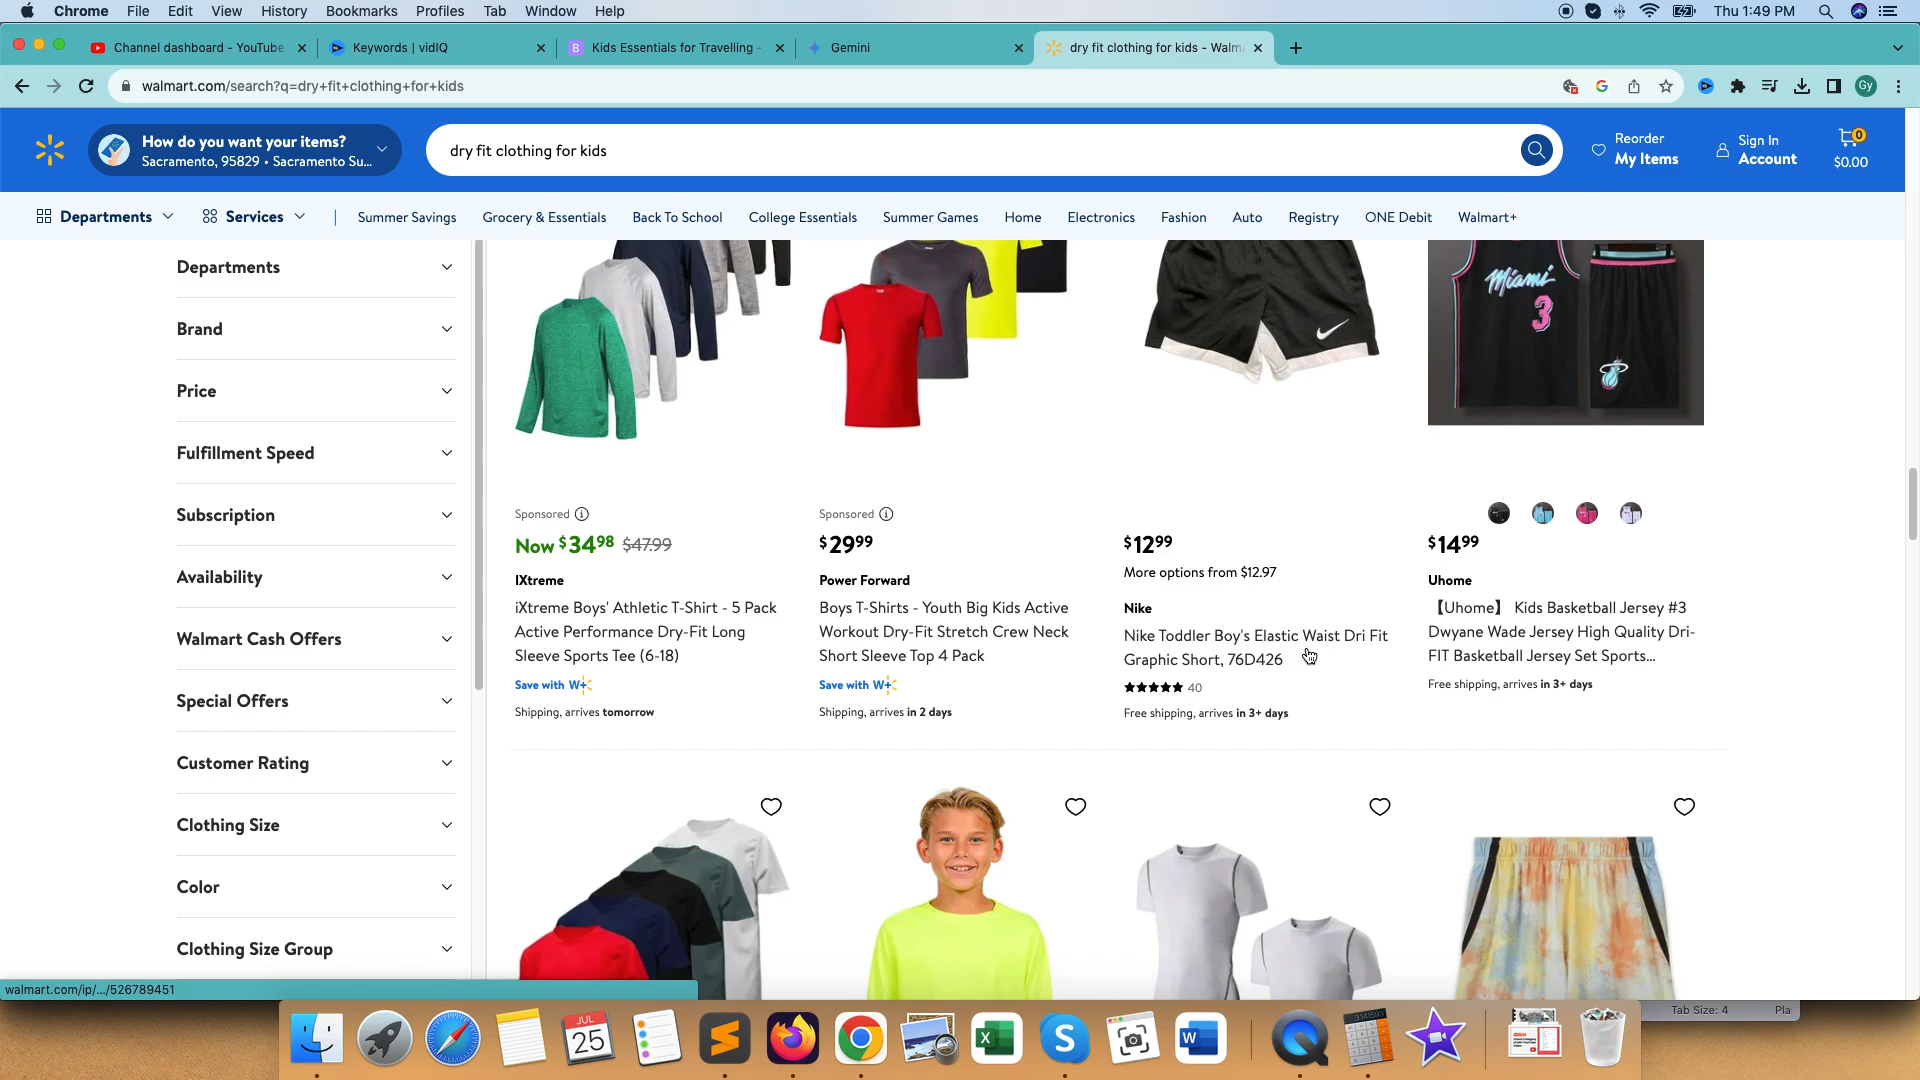 Chrome File Edit View History Bookmarks Profiles Tab Window Help Thu 1:49 PM
Channel dashboard - YouTube Keywords | vidIQ Kids Essentials for Travelling - Gemini dry fit clothing for kids - Walm
walmart.com/search?q=dry+fit+clothing+for+kids Gy
How do you want your items?
Sacramento, 95829 • Sacramento Su...
dry fit clothing for kids
Reorder
My Items
Sign In
Account
0
$0.00
Departments Services | Summer Savings Grocery & Essentials Back To School College Essentials Summer Games Home Electronics Fashion Auto Registry ONE Debit Walmart+
Departments
Brand
Price
Fulfillment Speed
Subscription
Availability
Walmart Cash Offers
Special Offers
Customer Rating
Clothing Size
Color
Clothing Size Group
Sponsored
Now $34.98 $47.99
IXtreme
iXtreme Boys' Athletic T-Shirt - 5 Pack
Active Performance Dry-Fit Long
Sleeve Sports Tee (6-18)
Save with W+
Shipping, arrives tomorrow
Sponsored
$29.99
Power Forward
Boys T-Shirts - Youth Big Kids Active
Workout Dry-Fit Stretch Crew Neck
Short Sleeve Top 4 Pack
Save with W+
Shipping, arrives in 2 days
$12.99
More options from $12.97
Nike
Nike Toddler Boy's Elastic Waist Dri Fit
Graphic Short, 76D426
40
Free shipping, arrives in 3+ days
Miami
3
$14.99
Uhome
【Uhome】 Kids Basketball Jersey #3
Dwyane Wade Jersey High Quality Dri-
FIT Basketball Jersey Set Sports...
Free shipping, arrives in 3+ days
walmart.com/ip/.../526789451
Tab Size: 4 Pla
JUL
25